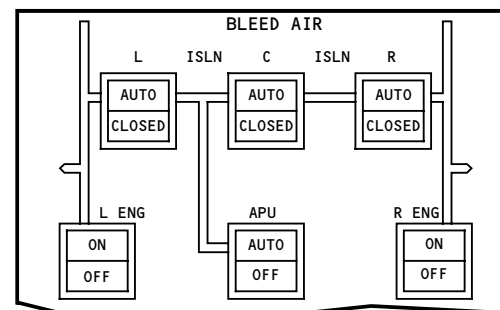 BLEED AIR
L ISLN C ISLN R
AUTO AUTO AUTO
CLOSED CLOSED CLOSED
L ENG APU R ENG
ON AUTO ON
OFF OFF OFF